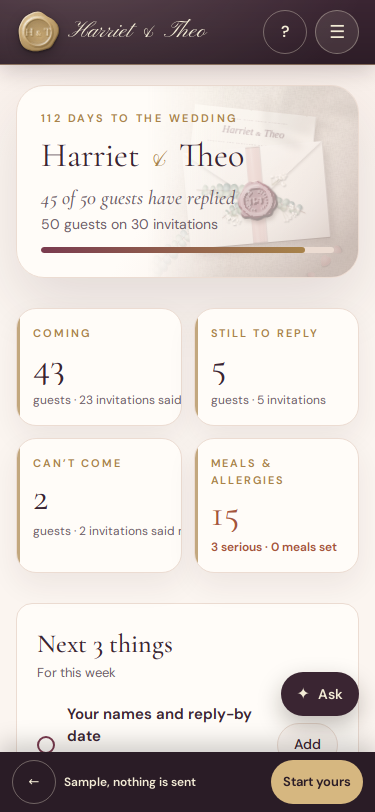 H & T
Harriet & Theo
?
☰
112 DAYS TO THE WEDDING
Harriet & Theo
Harriet & Theo
45 of 50 guests have replied
50 guests on 30 invitations
COMING
43
guests · 23 invitations said
STILL TO REPLY
5
guests · 5 invitations
CAN'T COME
2
guests · 2 invitations said
MEALS &
ALLERGIES
15
3 serious · 0 meals set
Next 3 things
For this week
Your names and reply-by
date
Add
✦ Ask
← Sample, nothing is sent
Start yours